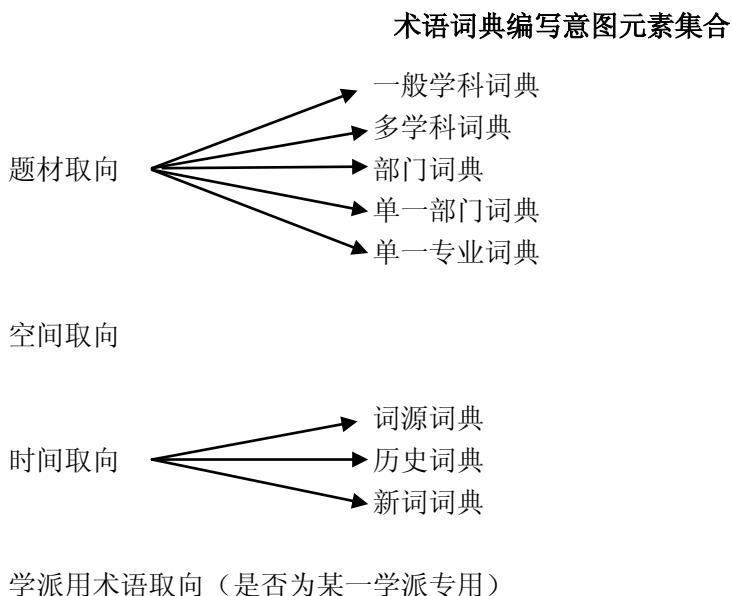 术语词典编写意图元素集合
一般学科词典
多学科词典
题材取向
部门词典
单一部门词典
单一专业词典
空间取向
词源词典
时间取向
历史词典
新词词典
学派用术语取向（是否为某一学派专用）